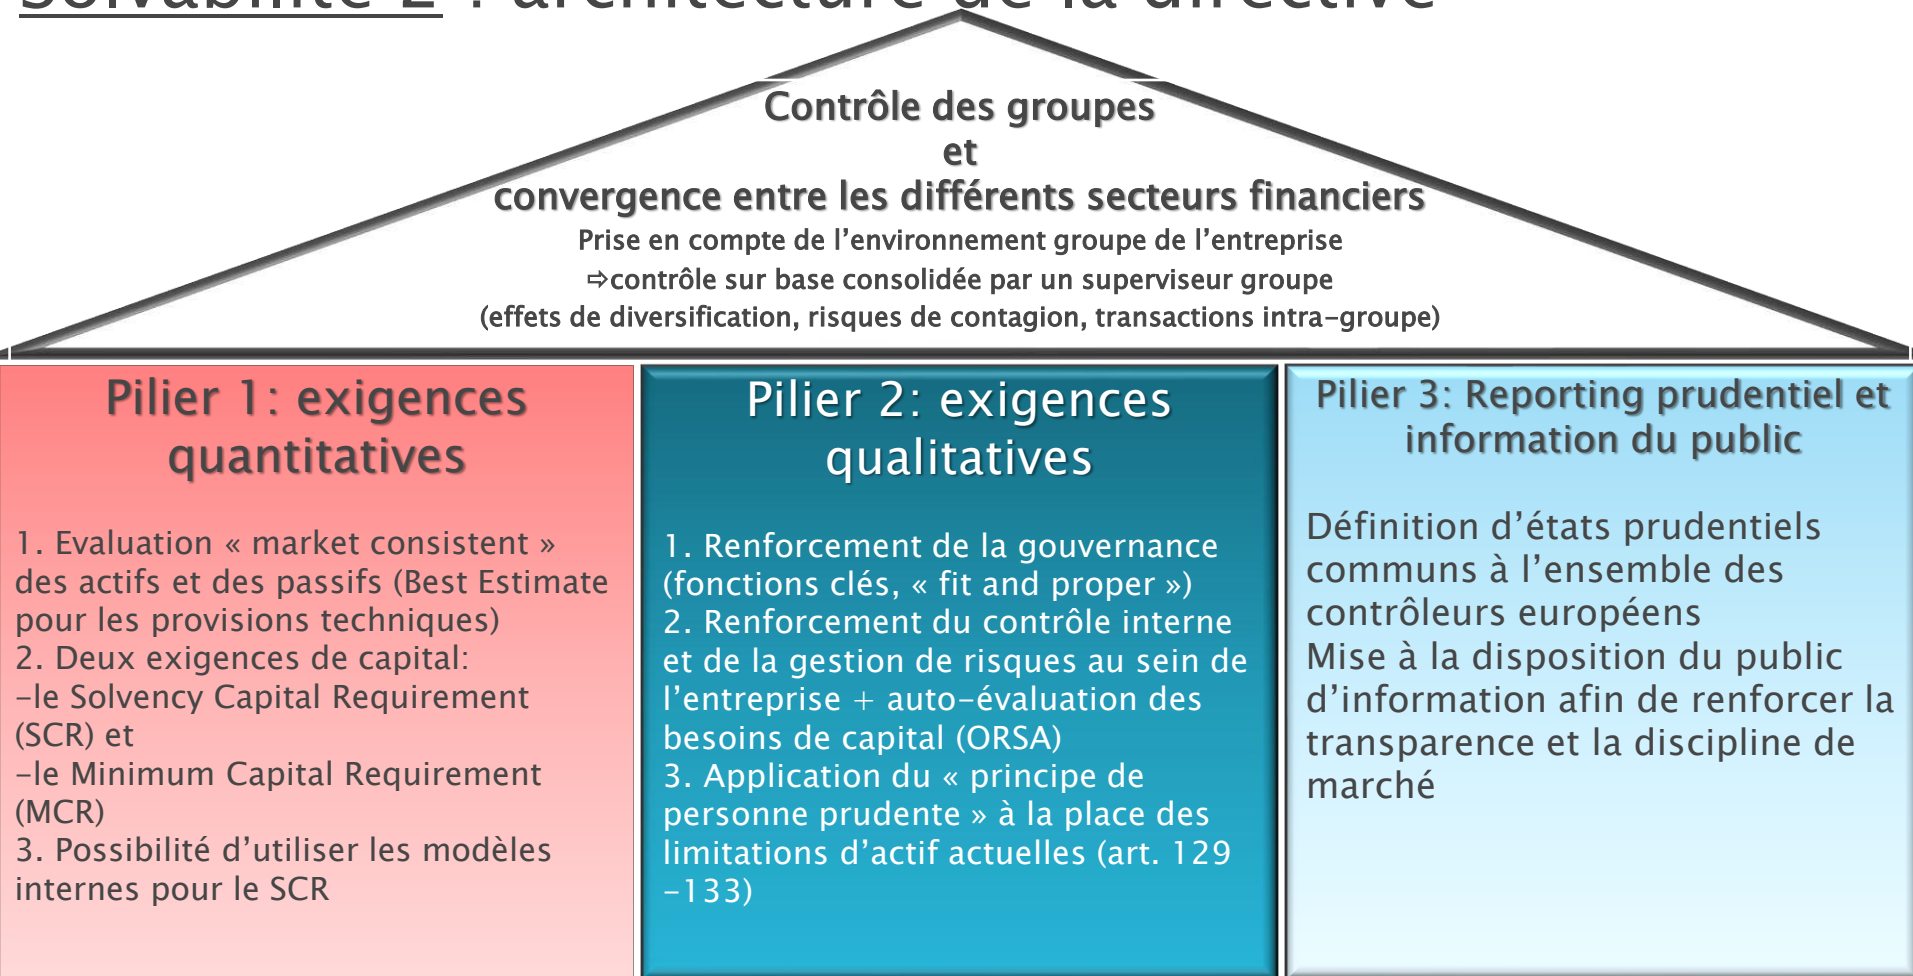 Solvabilité 2 : architecture de la directive
Contrôle des groupes
et
convergence entre les différents secteurs financiers
Prise en compte de l’environnement groupe de l’entreprise
⇨contrôle sur base consolidée par un superviseur groupe
(effets de diversification, risques de contagion, transactions intra-groupe)
Pilier 1: exigences
quantitatives
1. Evaluation « market consistent »
des actifs et des passifs (Best Estimate
pour les provisions techniques)
2. Deux exigences de capital:
-le Solvency Capital Requirement
(SCR) et
-le Minimum Capital Requirement
(MCR)
3. Possibilité d’utiliser les modèles
internes pour le SCR
Pilier 2: exigences
qualitatives
1. Renforcement de la gouvernance
(fonctions clés, « fit and proper »)
2. Renforcement du contrôle interne
et de la gestion de risques au sein de
l’entreprise + auto-évaluation des
besoins de capital (ORSA)
3. Application du « principe de
personne prudente » à la place des
limitations d’actif actuelles (art. 129
-133)
Pilier 3: Reporting prudentiel et
information du public
Définition d’états prudentiels
communs à l’ensemble des
contrôleurs européens
Mise à la disposition du public
d’information afin de renforcer la
transparence et la discipline de
marché